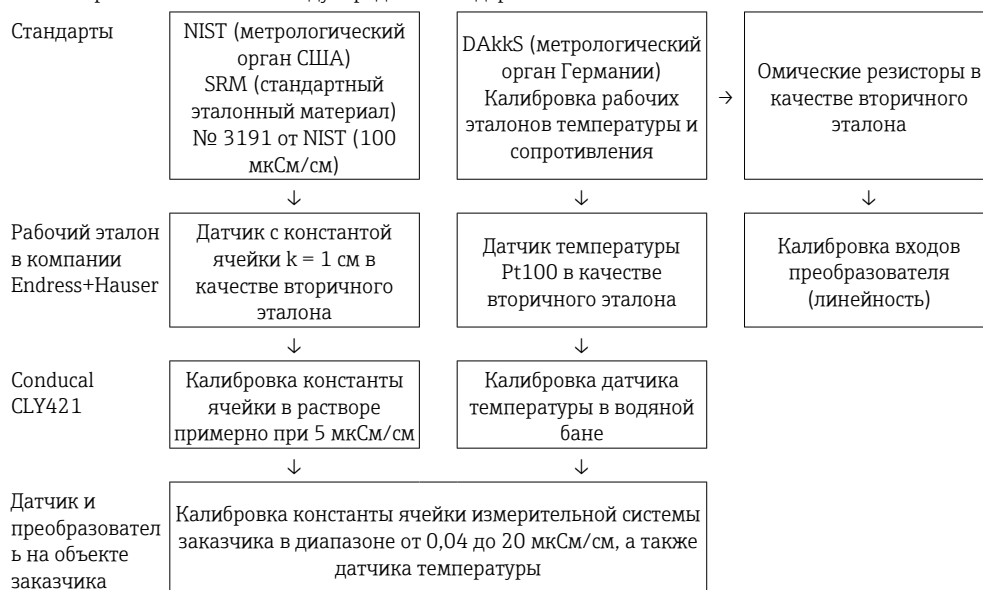 Стандарты
NIST (метрологический
орган США)
SRM (стандартный
эталонный материал)
№ 3191 от NIST (100
мкСм/см)
DAkkS (метрологический
орган Германии)
Калибровка рабочих
эталонов температуры и
сопротивления
→
Омические резисторы в
качестве вторичного
эталона
↓
↓
↓
Рабочий эталон
в компании
Endress+Hauser
Датчик с константой
ячейки k = 1 см в
качестве вторичного
эталона
Датчик температуры
Pt100 в качестве
вторичного эталона
Калибровка входов
преобразователя
(линейность)
↓
↓
Conducal
CLY421
Калибровка константы
ячейки в растворе
примерно при 5 мкСм/см
Калибровка датчика
температуры в водяной
бане
↓
↓
Датчик и
преобразовател
ь на объекте
заказчика
Калибровка константы ячейки измерительной системы
заказчика в диапазоне от 0,04 до 20 мкСм/см, а также
датчика температуры